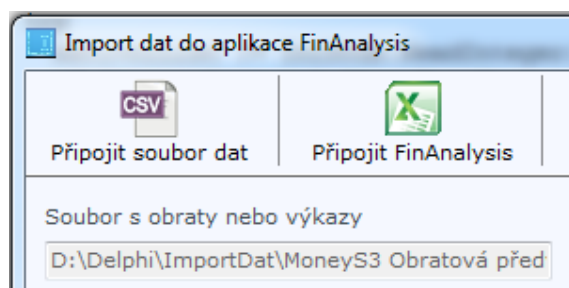 Import dat do aplikace FinAnalysis
CSV
Připojit soubor dat
Připojit FinAnalysis
Soubor s obraty nebo výkazy
D:\Delphi\ImportDat\MoneyS3 Obratová před